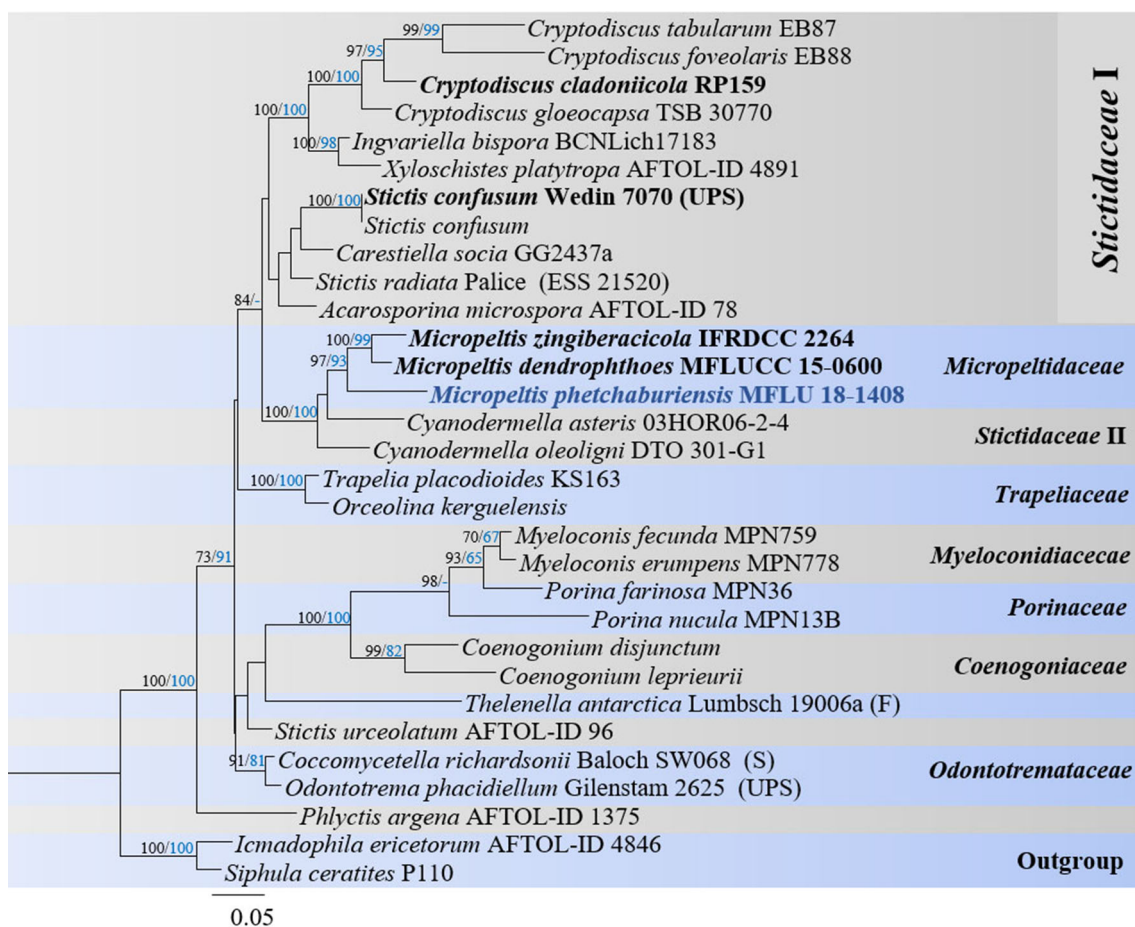 99/99
Cryptodiscus tabularum EB87
97/95
Cryptodiscus foveolaris EB88
100/100
Cryptodiscus cladoniicola RP159
Stictidaceae I
100/100
Cryptodiscus gloeocapsa TSB 30770
100/98
Ingvariella bispora BCNLich17183
Xyloschistes platytropa AFTOL-ID 4891
100/100
Stictis confusum Wedin 7070 (UPS)
Stictis confusum
Carestiella socia GG2437a
Stictis radiata Palice (ESS 21520)
84/-
Acarosporina microspora AFTOL-ID 78
100/99
Micropeltis zingiberacicola IFRDCC 2264
97/93
Micropeltis dendrophthoes MFLUCC 15-0600
Micropeltidaceae
Micropeltis phetchaburiensis MFLU 18-1408
100/100
Cyanodermella asteris 03HOR06-2-4
Stictidaceae II
Cyanodermella oleoligni DTO 301-G1
100/100
Trapelia placodioides KS163
Trapeliaceae
Orceolina kerguelensis
70/67
Myeloconis fecunda MPN759
93/65
Myeloconis erumpens MPN778
Myeloconidiacecae
73/91
98/-
Porina farinosa MPN36
Porinaceae
100/100
Porina nucula MPN13B
99/82
Coenogonium disjunctum
Coenogoniaceae
Coenogonium leprieurii
100/100
Thelenella antarctica Lumbsch 19006a (F)
Stictis urceolatum AFTOL-ID 96
91/81
Coccomycetella richardsonii Baloch SW068 (S)
Odontotremataceae
Odontotrema phacidiellum Gilenstam 2625 (UPS)
Phlyctis argena AFTOL-ID 1375
100/100
Icmadophila ericetorum AFTOL-ID 4846
Outgroup
Siphula ceratites P110
0.05